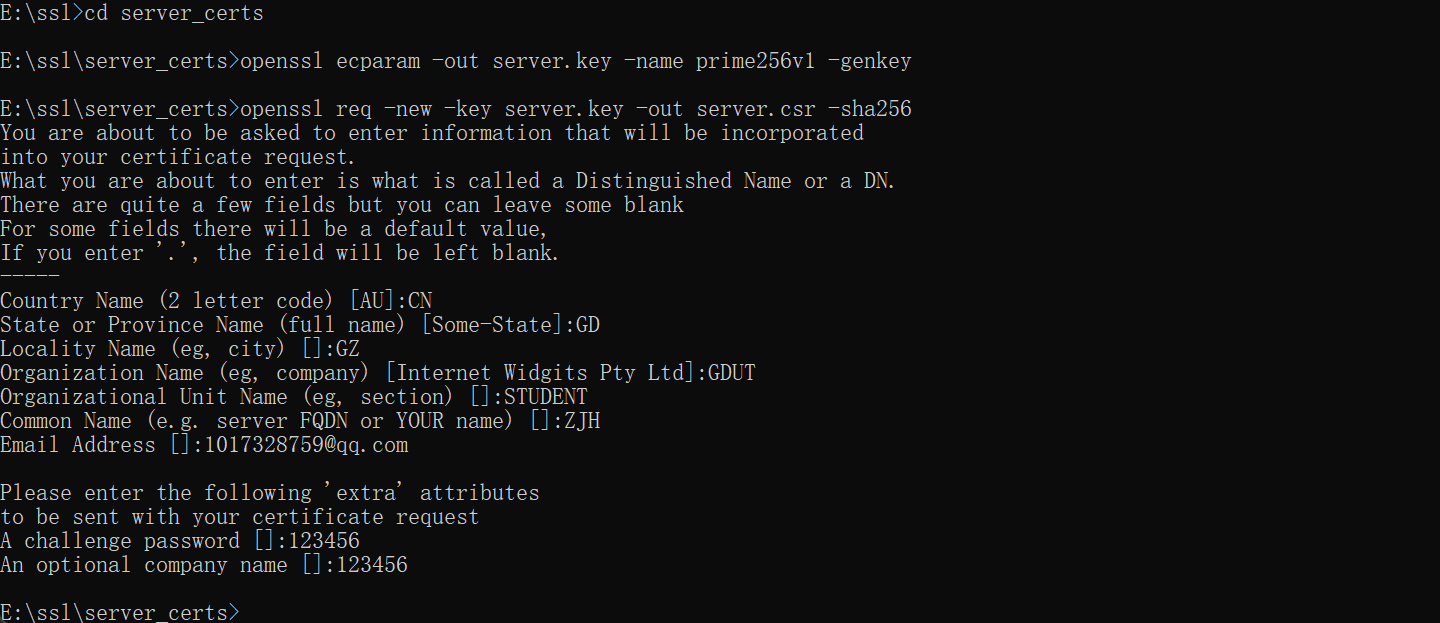 E:\ssl>cd server_certs
E:\ssl\server_certs>openssl ecparam -out server.key -name prime256v1 -genkey
E:\ssl\server_certs>openssl req -new -key server.key -out server.csr -sha256
You are about to be asked to enter information that will be incorporated
into your certificate request.
What you are about to enter is what is called a Distinguished Name or a DN.
There are quite a few fields but you can leave some blank
For some fields there will be a default value,
If you enter '.', the field will be left blank.
-----
Country Name (2 letter code) [AU]:CN
State or Province Name (full name) [Some-State]:GD
Locality Name (eg, city) []:GZ
Organization Name (eg, company) [Internet Widgits Pty Ltd]:GDUT
Organizational Unit Name (eg, section) []:STUDENT
Common Name (e.g. server FQDN or YOUR name) []:ZJH
Email Address []:1017328759@qq.com
Please enter the following 'extra' attributes
to be sent with your certificate request
A challenge password []:123456
An optional company name []:123456
E:\ssl\server_certs>